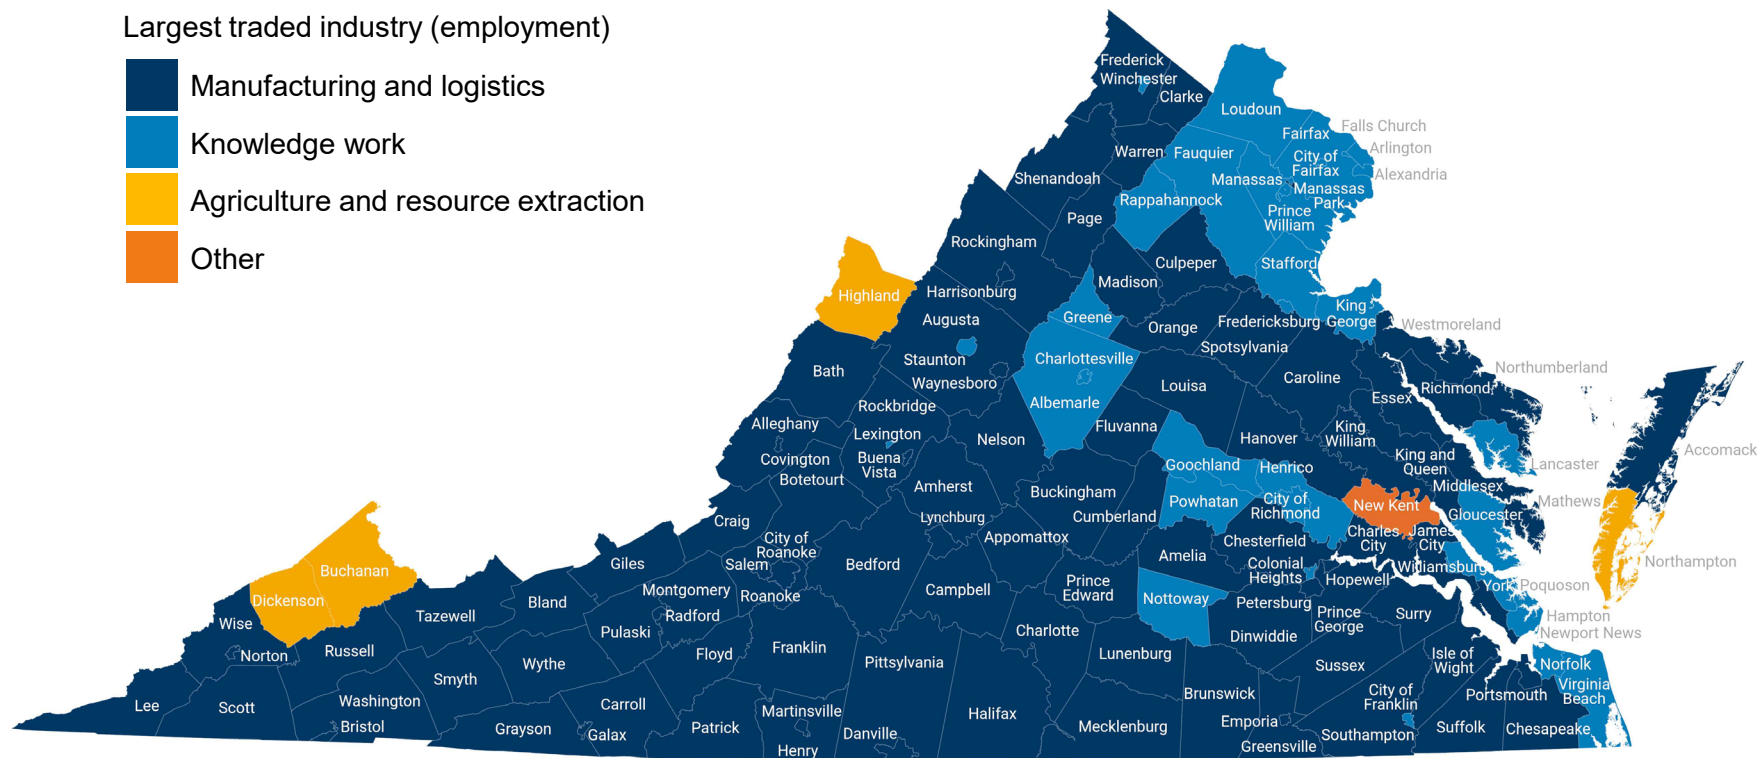 Largest traded industry (employment)
Manufacturing and logistics
Knowledge work
Agriculture and resource extraction
Other
Frederick
Winchester
Clarke
Loudoun
Falls Church
Fairfax
Arlington
Warren
Fauquier
City of
Fairfax
Alexandria
Shenandoah
Manassas
Manassas
Park
Rappahannock
Page
Prince
William
Rockingham
Culpeper
Stafford
Madison
Highland
Harrisonburg
King
George
Augusta
Greene
Orange
Fredericksburg
Westmoreland
Spotsylvania
Staunton
Charlottesville
Northumberland
Bath
Waynesboro
Louisa
Caroline
Richmond
Essex
Rockbridge
Albemarle
Alleghany
Lexington
Nelson
Fluvanna
Hanover
King
William
Covington
Buena
Vista
Goochland
Henrico
King and
Queen
Lancaster
Accomack
Botetourt
Amherst
Buckingham
Powhatan
City of
Richmond
New Kent
Middlesex
Mathews
Gloucester
Craig
Lynchburg
Cumberland
Appomattox
Chesterfield
Charles
City
James
City
City of
Roanoke
Amelia
Northampton
Giles
Salem
Bedford
Colonial
Heights
Hopewell
Williamsburg
York
Poquoson
Buchanan
Montgomery
Roanoke
Campbell
Prince
Edward
Nottoway
Petersburg
Dickenson
Bland
Tazewell
Radford
Prince
George
Surry
Hampton
Newport News
Wise
Pulaski
Charlotte
Dinwiddie
Norton
Russell
Wythe
Floyd
Franklin
Pittsylvania
Lunenburg
Sussex
Isle of
Wight
Norfolk
Smyth
Virginia
Beach
Lee
Scott
Washington
Carroll
Martinsville
Halifax
Brunswick
City of
Franklin
Portsmouth
Bristol
Grayson
Galax
Patrick
Danville
Mecklenburg
Emporia
Southampton
Suffolk
Chesapeake
Henry
Greensville